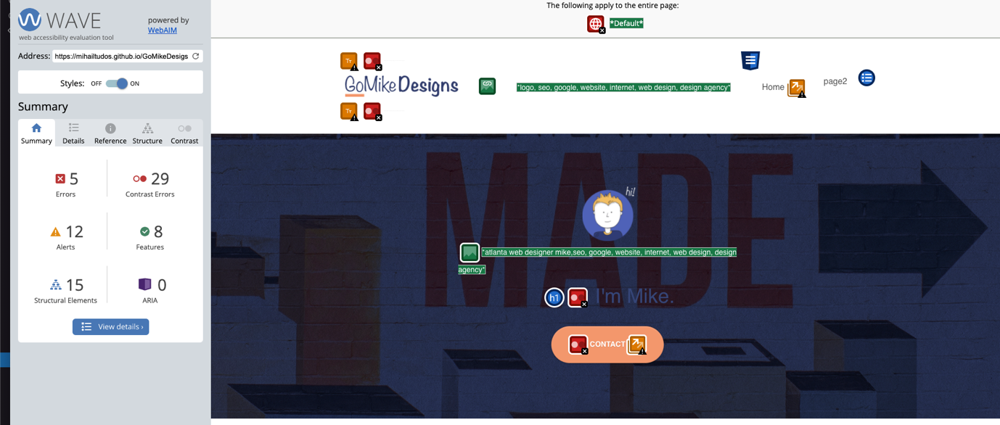 WAVE
web accessibility evaluation tool
powered by
WebAIM
Address: https://mihailtudos.github.io/GoMikeDesigs
Styles: OFF ON
Summary
Summary Details Reference Structure Contrast
5
Errors
29
Contrast Errors
12
Alerts
8
Features
15
Structural Elements
0
ARIA
View details ›
The following apply to the entire page:
*Default*
GoMikeDesigns
*logo, seo, google, website, internet, web design, design agency*
Home
page2
MADE
hi!
*atlanta web designer mike,seo, google, website, internet, web design, design
agency*
h1 I'm Mike.
CONTACT